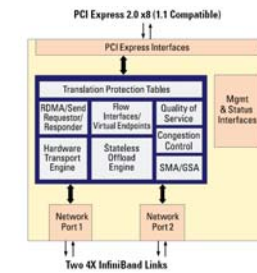 PCI Express 2.0 x8 (1.1 Compatible)
PCI Express Interfaces
Translation Protection Tables
RDMA/Send
Requestor/
Responder
Flow
Interfaces/
Virtual Endpoints
Quality of
Service
Congestion
Control
Hardware
Transport
Engine
Stateless
Offload
Engine
SMA/GSA
Mgmt
& Status
Interfaces
Network
Port 1
Network
Port 2
Two 4X InfiniBand Links